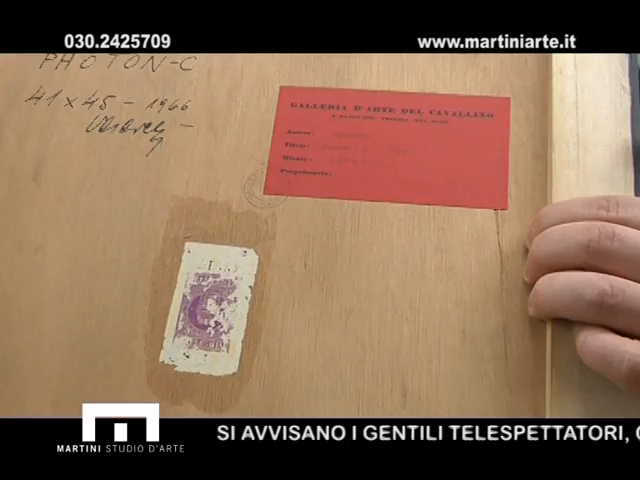 030.2425709
www.martiniarte.it
PHOTON-C
41 x 45 - 1966
Vasarely -
GALLERIA D'ARTE DEL CAVALLINO
Autore:
Titolo:
Misure:
Proprietario:
MARTINI STUDIO D'ARTE
SI AVVISANO I GENTILI TELESPETTATORI,